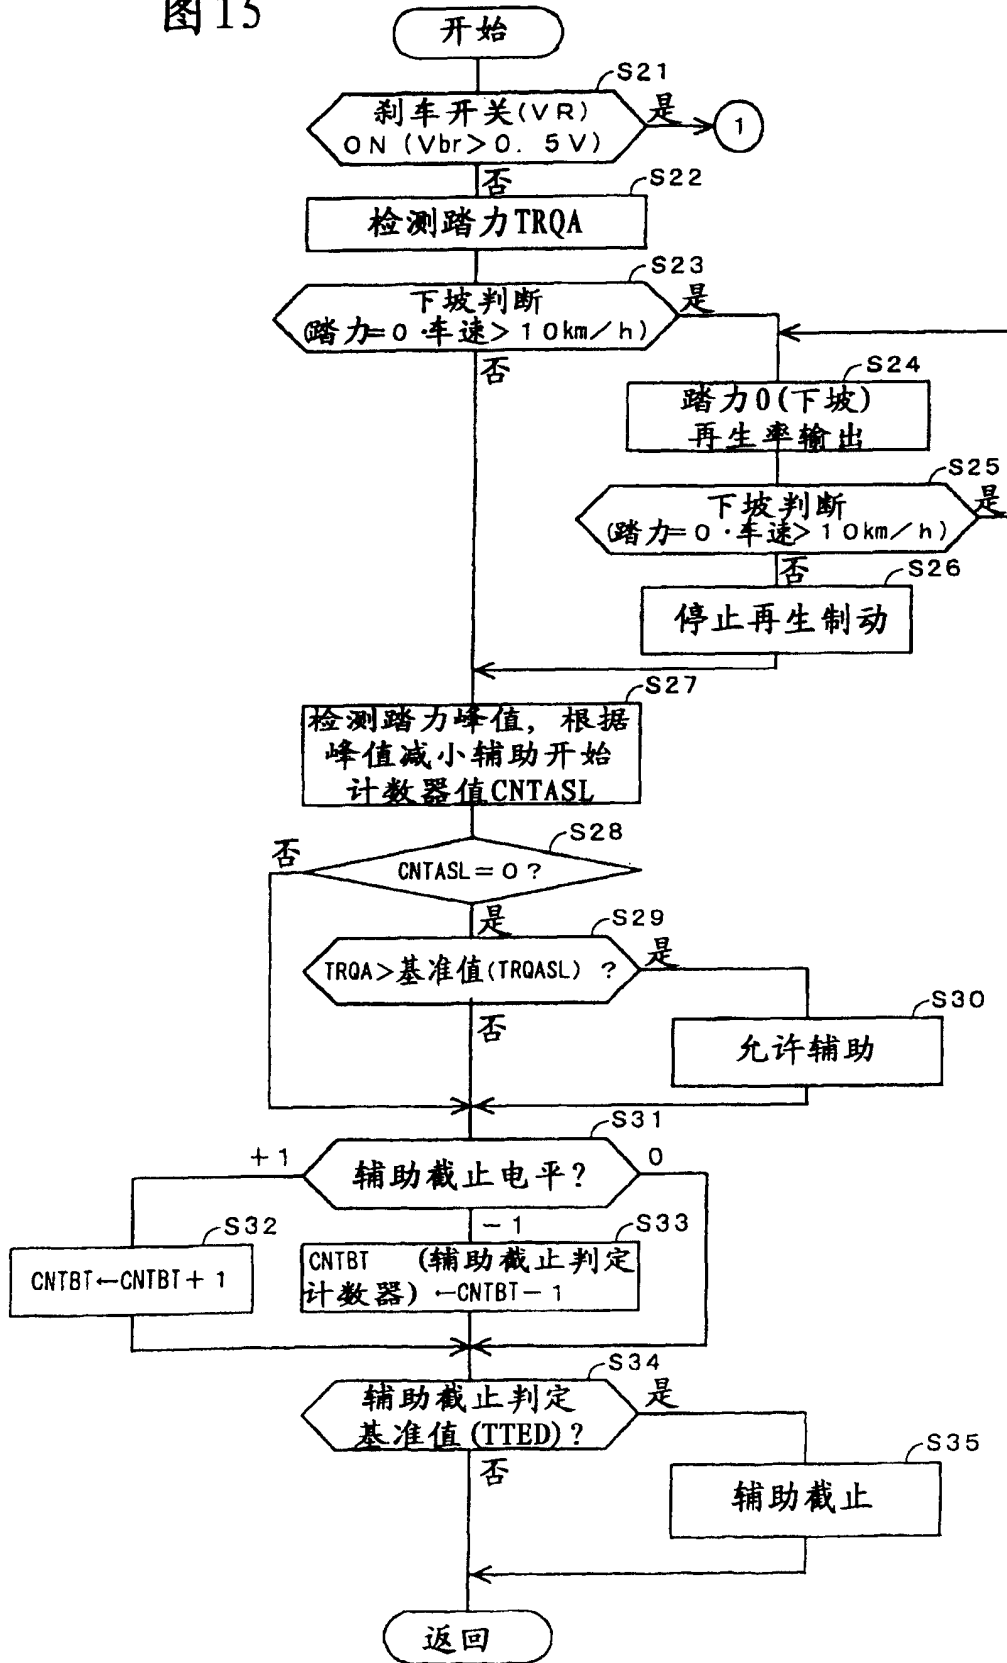 图15
开始
S21
刹车开关(VR)
ON (Vbr>0.5V)
是
1
否
S22
检测踏力TRQA
S23
下坡判断
(踏力=0·车速>10km/h)
是
否
S24
踏力0(下坡)
再生率输出
S25
下坡判断
(踏力=0·车速>10km/h)
是
否
S26
停止再生制动
S27
检测踏力峰值，根据
峰值减小辅助开始
计数器值CNTASL
S28
否
CNTASL=0?
是
S29
TRQA>基准值(TRQASL) ?
是
否
S30
允许辅助
S31
+1
辅助截止电平?
0
-1
S32
CNTBT←CNTBT+1
S33
CNTBT (辅助截止判定
计数器) ←CNTBT-1
S34
辅助截止判定
基准值(TTED)?
是
否
S35
辅助截止
返回